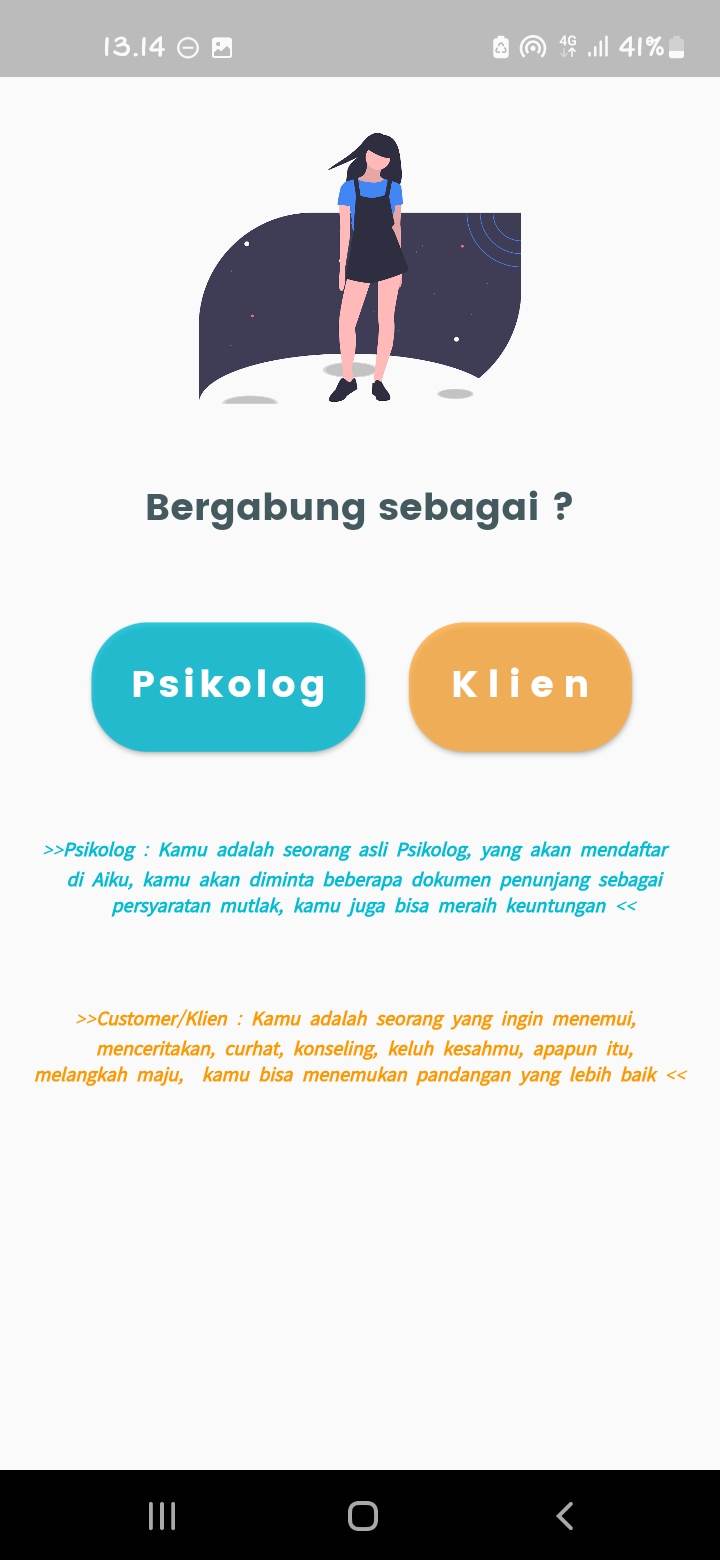 13.14
4G
41%
Bergabung sebagai ?
Psikolog
Klien
>>Psikolog : Kamu adalah seorang asli Psikolog, yang akan mendaftar
di Aiku, kamu akan diminta beberapa dokumen penunjang sebagai
persyaratan mutlak, kamu juga bisa meraih keuntungan <<
>>Customer/Klien : Kamu adalah seorang yang ingin menemui,
menceritakan, curhat, konseling, keluh kesahmu, apapun itu,
melangkah maju, kamu bisa menemukan pandangan yang lebih baik <<